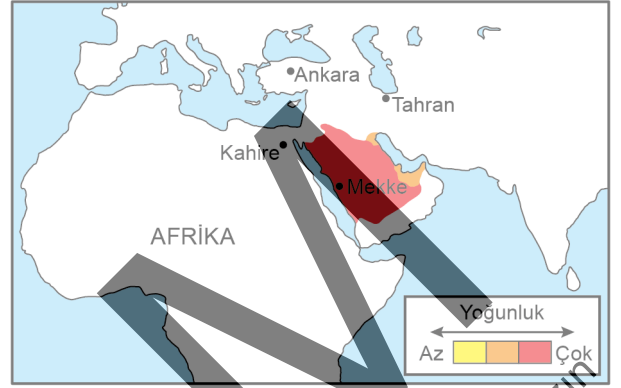 Ankara
Tahran
Kahire
Mekke
AFRİKA
Yoğunluk
Az Çok